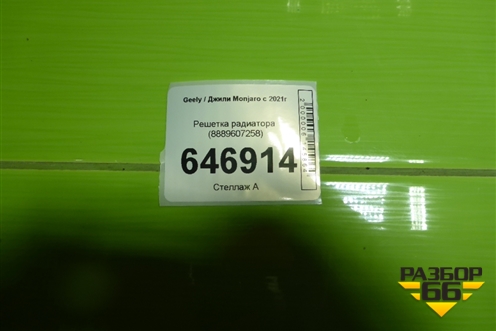 Geely / Джили Monjaro с 2021г
Решетка радиатора
(8889607258)
646914
Стеллаж А
РАЗБОР
66